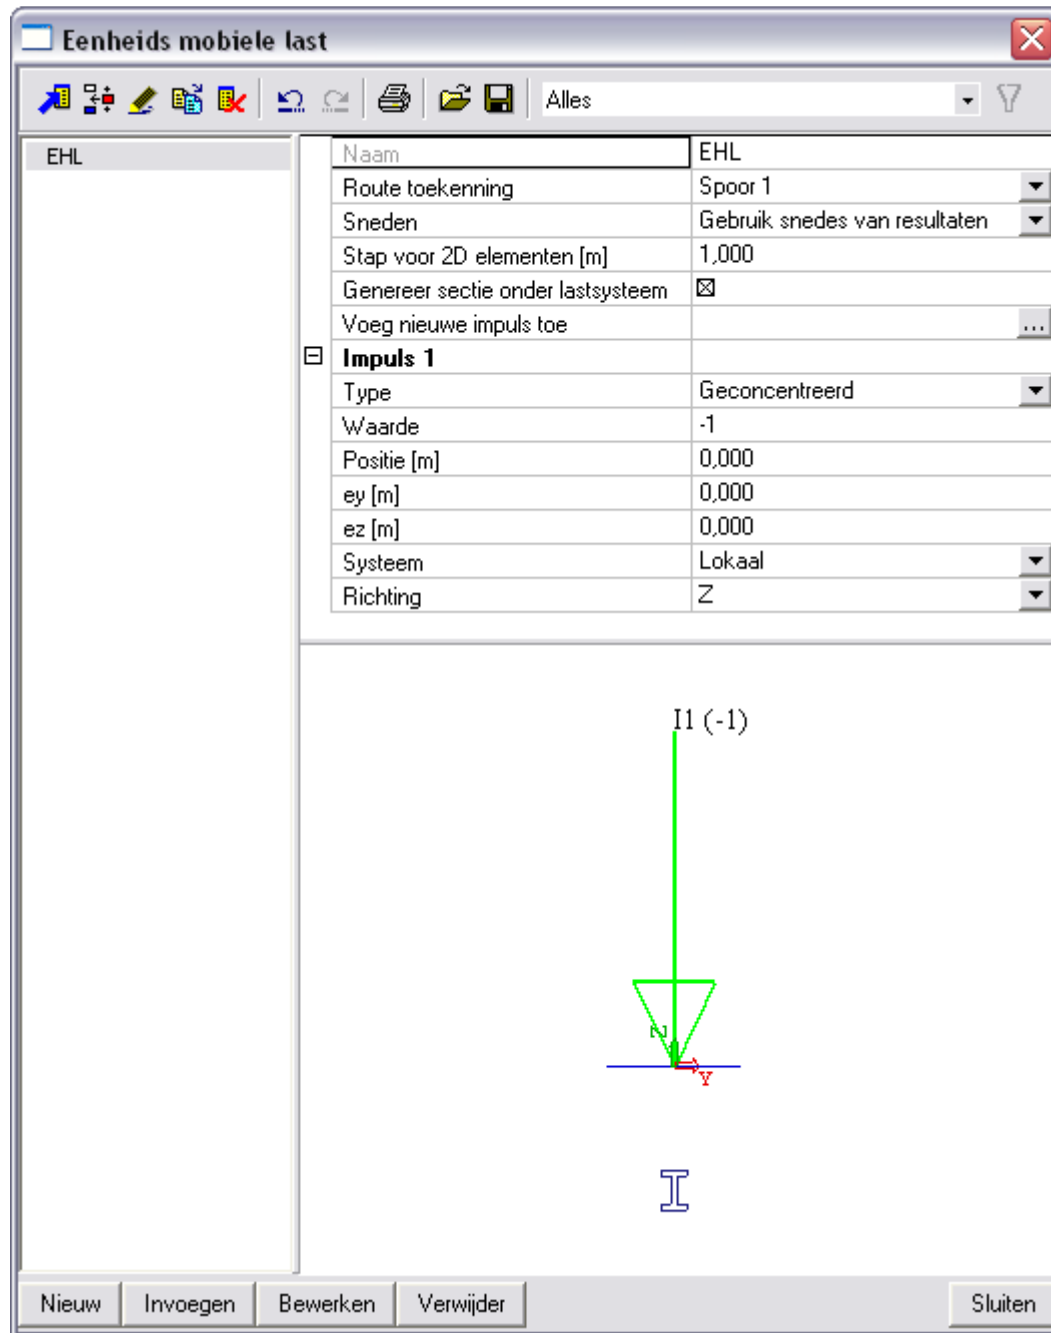 Eenheids mobiele last
Alles
EHL
Naam EHL
Route toekenning Spoor 1
Sneden Gebruik snedes van resultaten
Stap voor 2D elementen [m] 1,000
Genereer sectie onder lastsysteem
Voeg nieuwe impuls toe ...
Impuls 1
Type Geconcentreerd
Waarde -1
Positie [m] 0,000
ey [m] 0,000
ez [m] 0,000
Systeem Lokaal
Richting Z
I1 (-1)
Z
Y
Nieuw Invoegen Bewerken Verwijder Sluiten